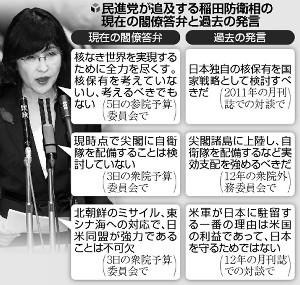 民進党が追及する稲田防衛相の
現在の閣僚答弁と過去の発言
現在の閣僚答弁
過去の発言
核なき世界を実現する
ために全力を尽くす。
核保有を考えていな
いし、考えるべきでも
ない(5日の参院予算
委員会で)
日本独自の核保有を国
家戦略として検討すべ
きだ(2011年の月刊
誌での対談で)
現時点で尖閣に自衛
隊を配備することは検
討していない
(3日の衆院予算
委員会で)
尖閣諸島に上陸し、自
衛隊を配備するなど実
効支配を強めるべきだ
(12年の衆院外
務委員会で)
北朝鮮のミサイル、東
シナ海への対応で、日
米同盟が強力である
ことは不可欠
(3日の衆院予算
委員会で)
米軍が日本に駐留す
る一番の理由は米国
の利益であって、日本
を守るためではない
(12年の月刊誌
での対談で)